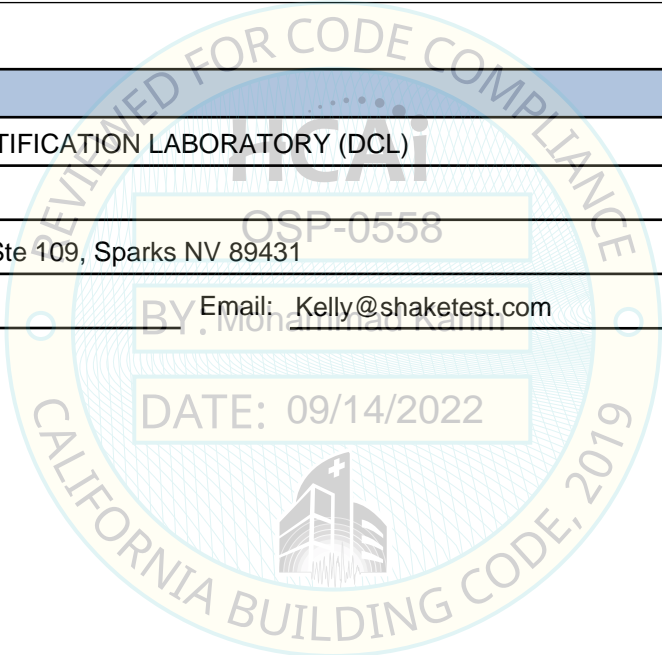 REVIEWED FOR CODE COMPLIANCE
HCAi
TIFICATION LABORATORY (DCL)
OSP-0558
Ste 109, Sparks NV 89431
Email: Kelly@shaketest.com
BY: Mohammad Karim
DATE: 09/14/2022
CALIFORNIA BUILDING CODE, 2019